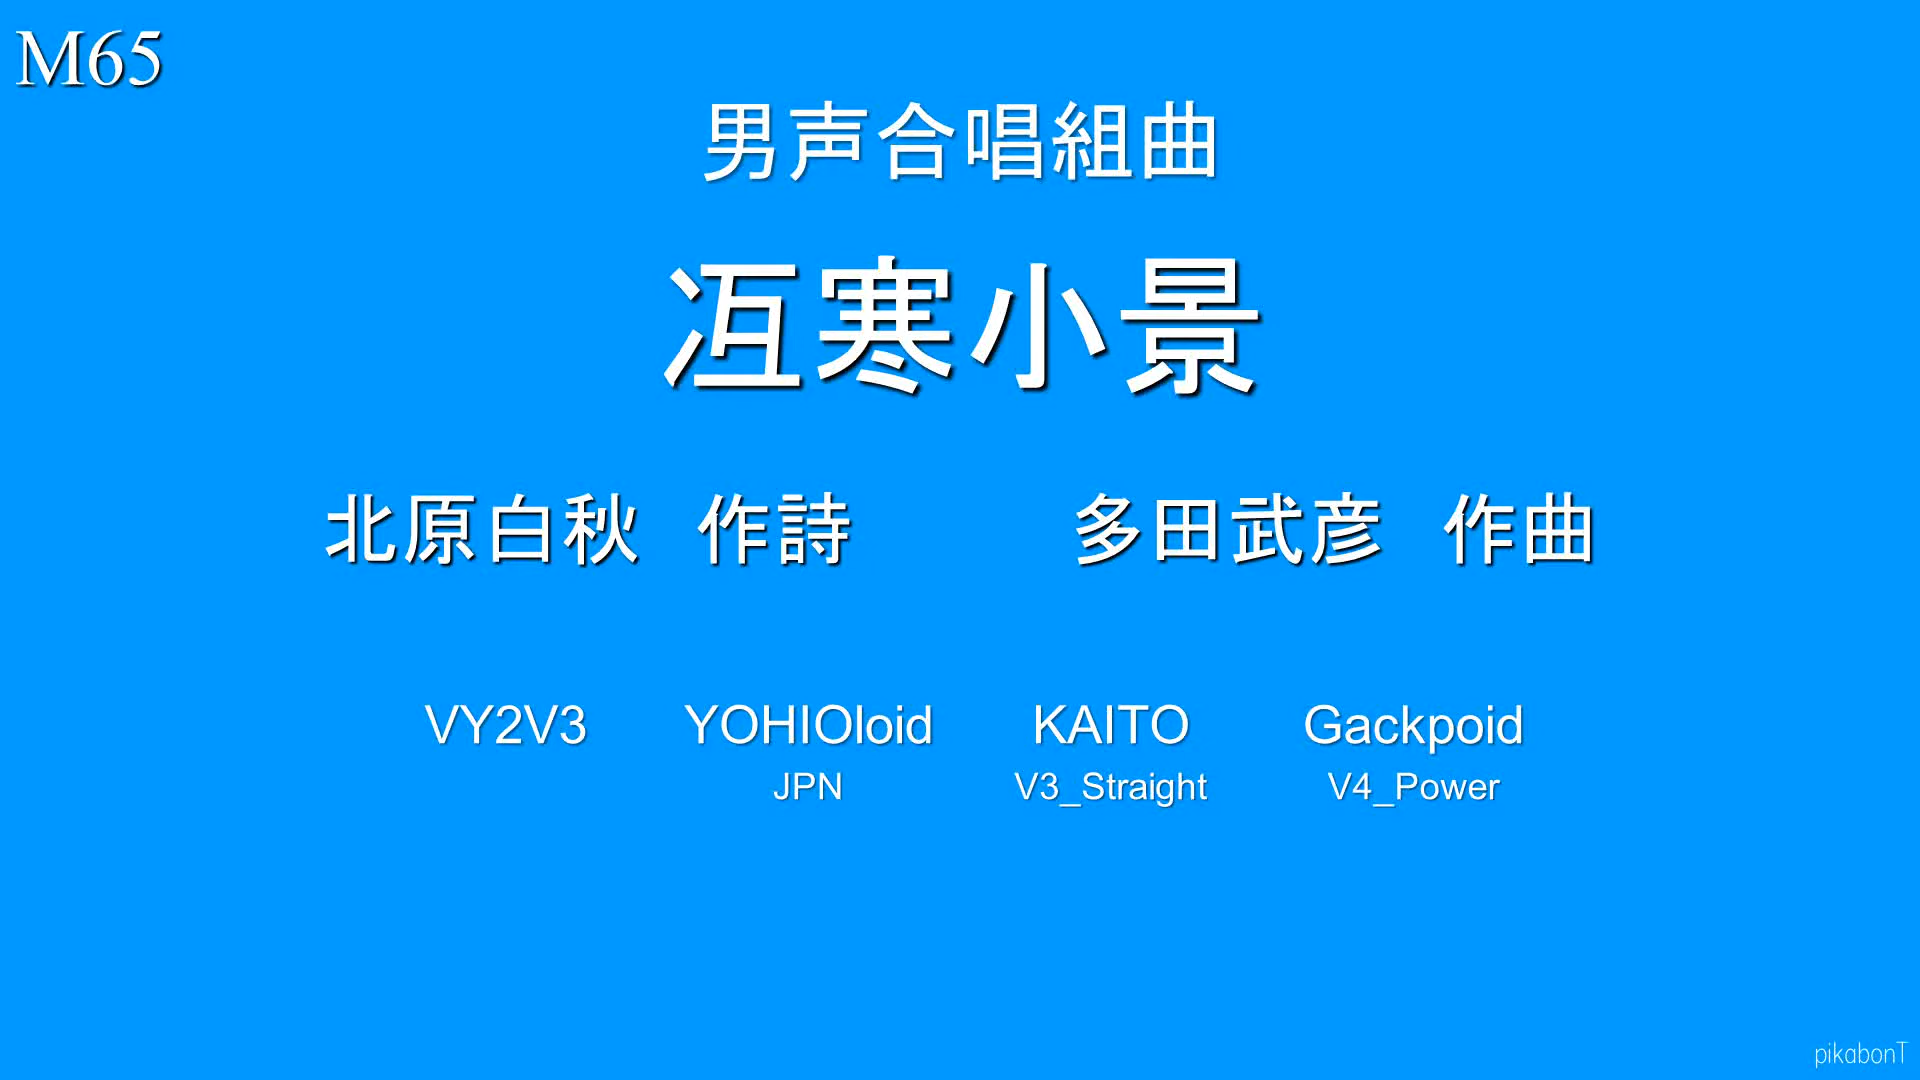 M65
男声合唱組曲
冱寒小景
北原白秋　作詩　　　多田武彦　作曲
VY2V3　YOHIOloid　KAITO　Gackpoid
JPN　V3_Straight　V4_Power
pikabonT